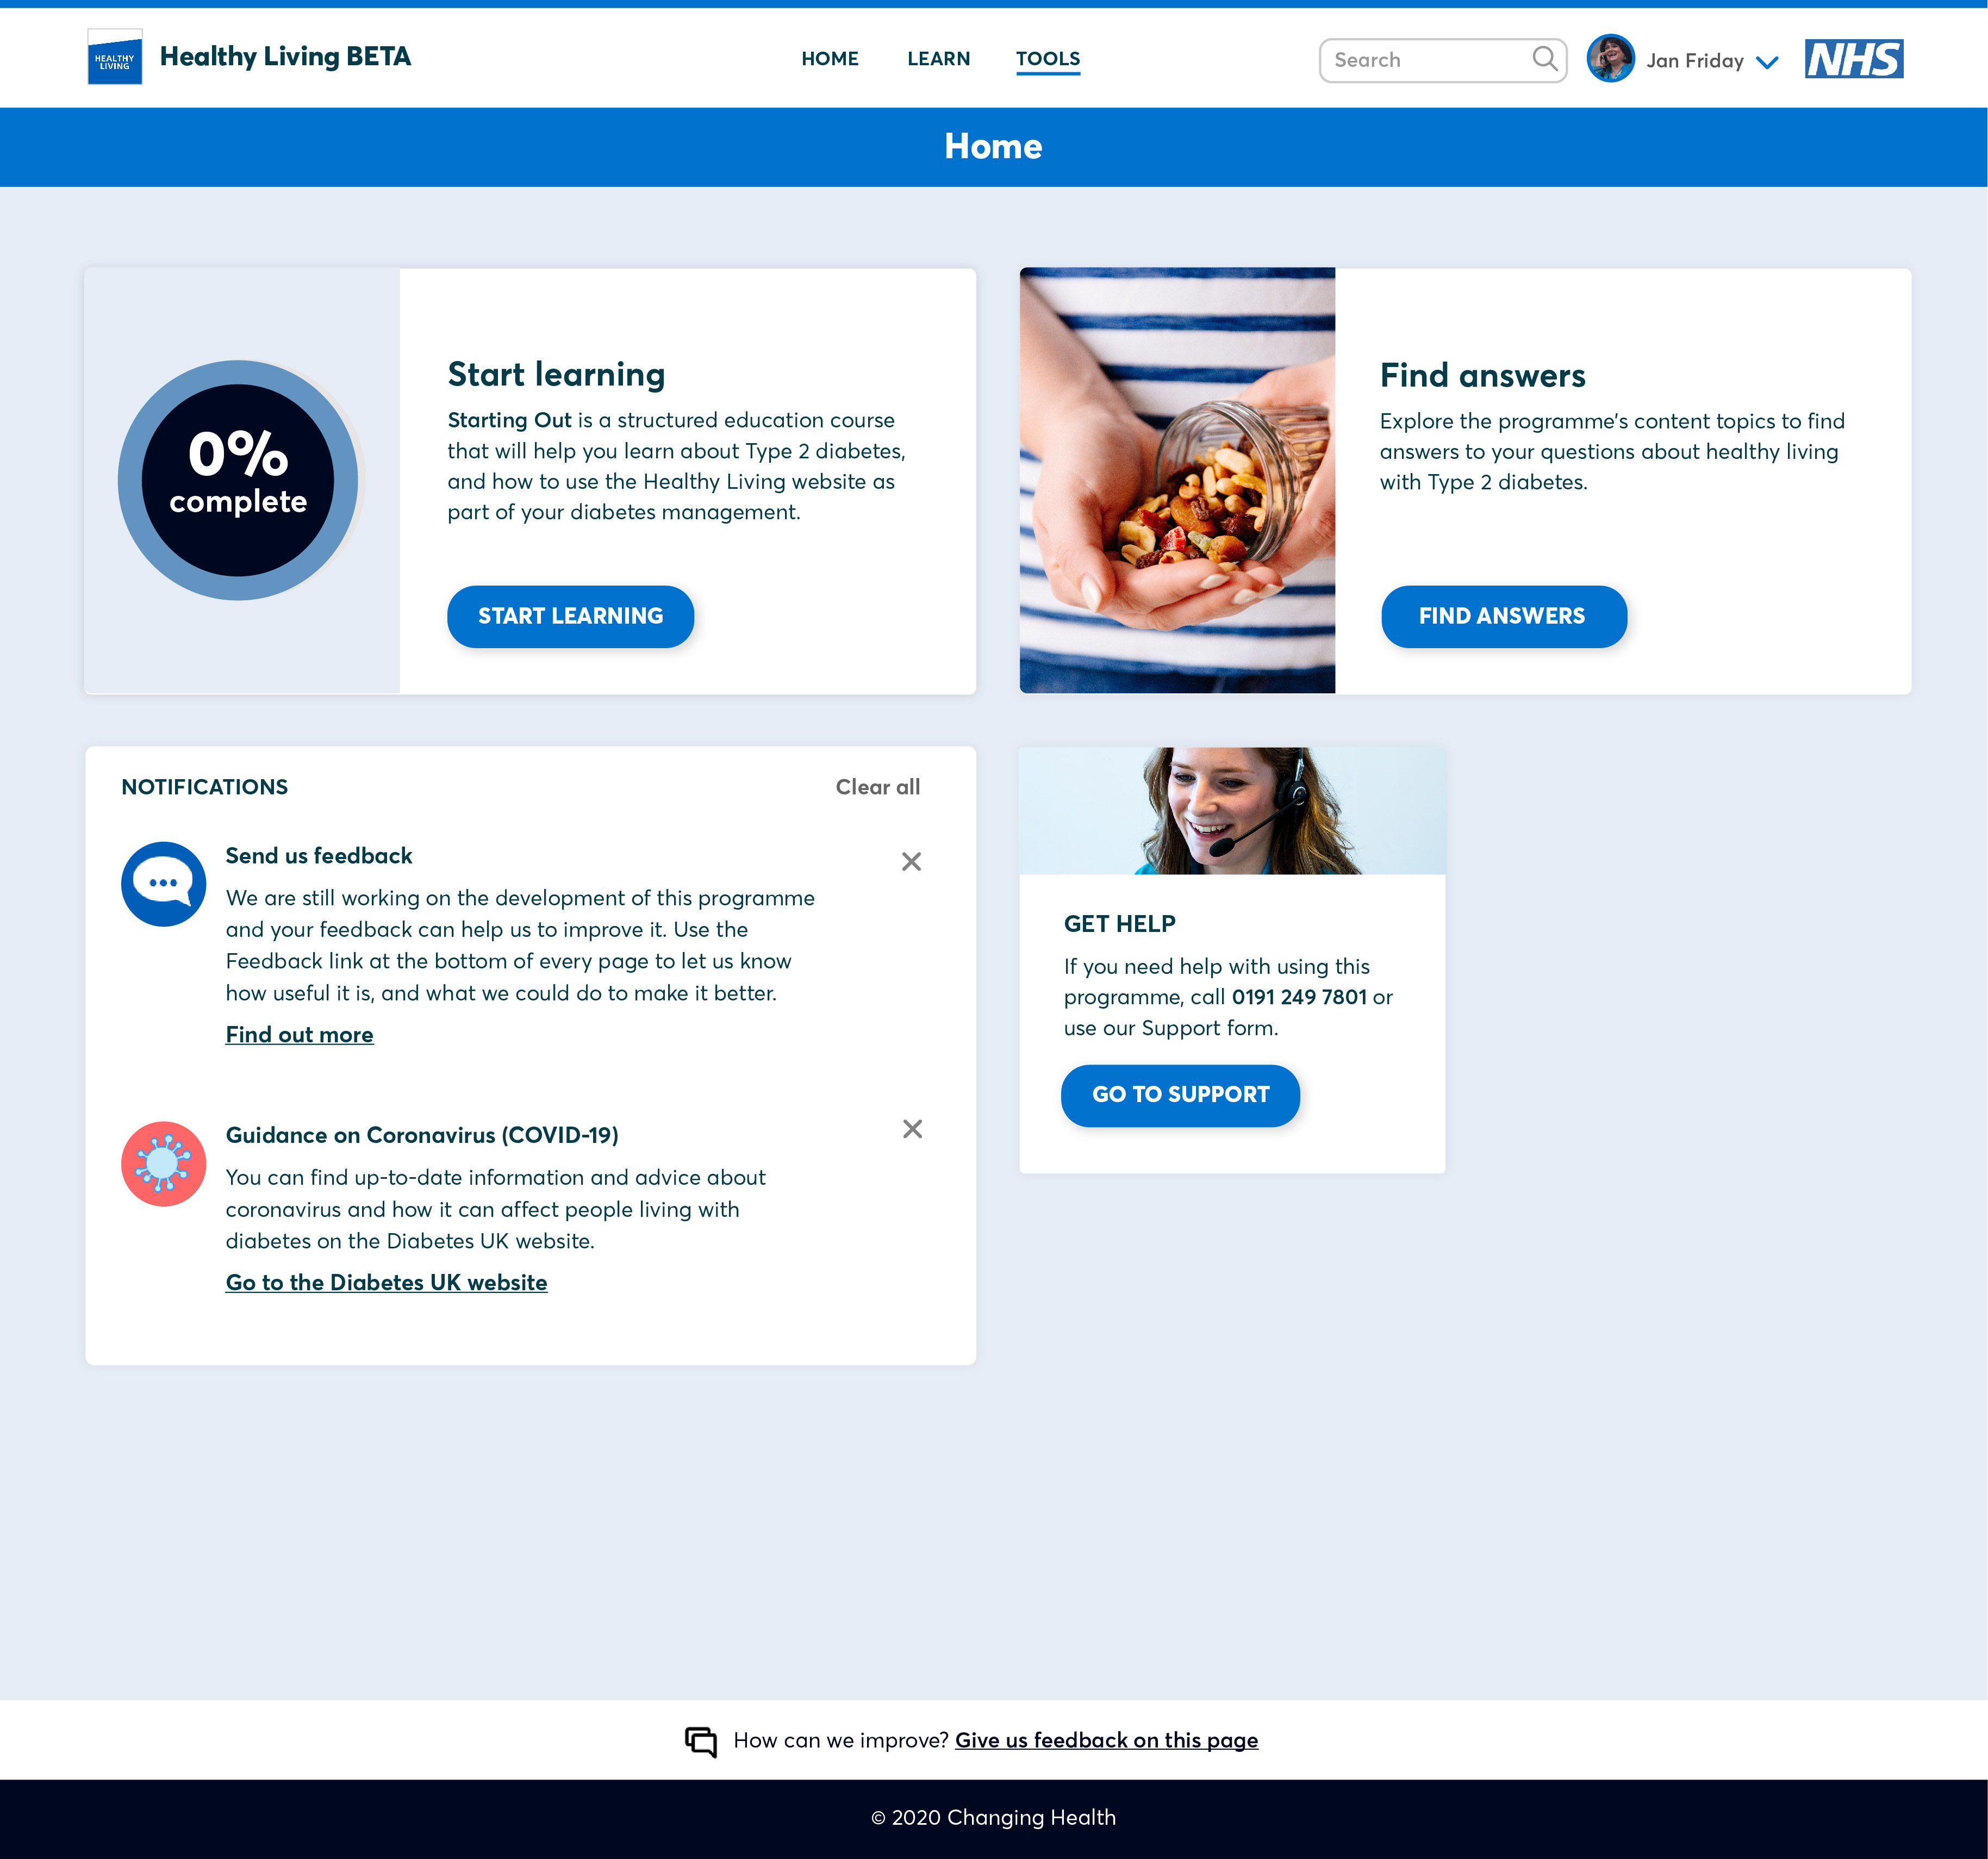 HEALTHY
LIVING
Healthy Living BETA
HOME
LEARN
TOOLS
Search
Jan Friday
NHS
Home
0%
complete
Start learning
Starting Out is a structured education course
that will help you learn about Type 2 diabetes,
and how to use the Healthy Living website as
part of your diabetes management.
START LEARNING
Find answers
Explore the programme's content topics to find
answers to your questions about healthy living
with Type 2 diabetes.
FIND ANSWERS
NOTIFICATIONS
Clear all
Send us feedback
We are still working on the development of this programme
and your feedback can help us to improve it. Use the
Feedback link at the bottom of every page to let us know
how useful it is, and what we could do to make it better.
Find out more
Guidance on Coronavirus (COVID-19)
You can find up-to-date information and advice about
coronavirus and how it can affect people living with
diabetes on the Diabetes UK website.
Go to the Diabetes UK website
GET HELP
If you need help with using this
programme, call 0191 249 7801 or
use our Support form.
GO TO SUPPORT
How can we improve? Give us feedback on this page
© 2020 Changing Health